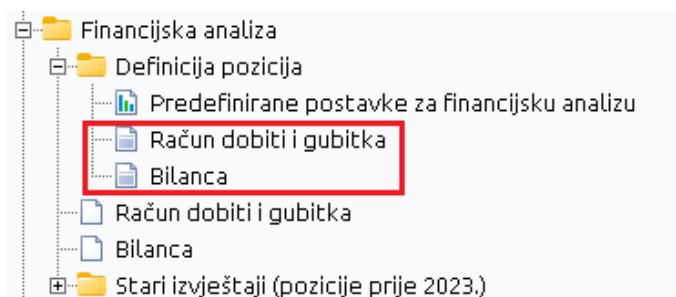 Financijska analiza
Definicija pozicija
Predefinirane postavke za financijsku analizu
Račun dobiti i gubitka
Bilanca
Račun dobiti i gubitka
Bilanca
Stari izvještaji (pozicije prije 2023.)